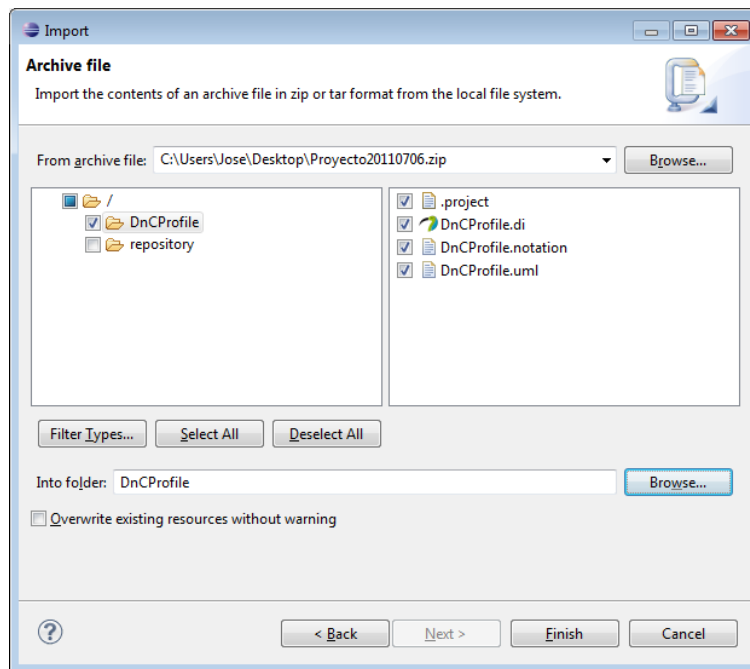 Import
Archive file
Import the contents of an archive file in zip or tar format from the local file system.
From archive file: C:\Users\Jose\Desktop\Proyecto20110706.zip Browse...
/
DnCProfile
repository
.project
DnCProfile.di
DnCProfile.notation
DnCProfile.uml
Filter Types... Select All Deselect All
Into folder: DnCProfile Browse...
Overwrite existing resources without warning
? < Back Next > Finish Cancel